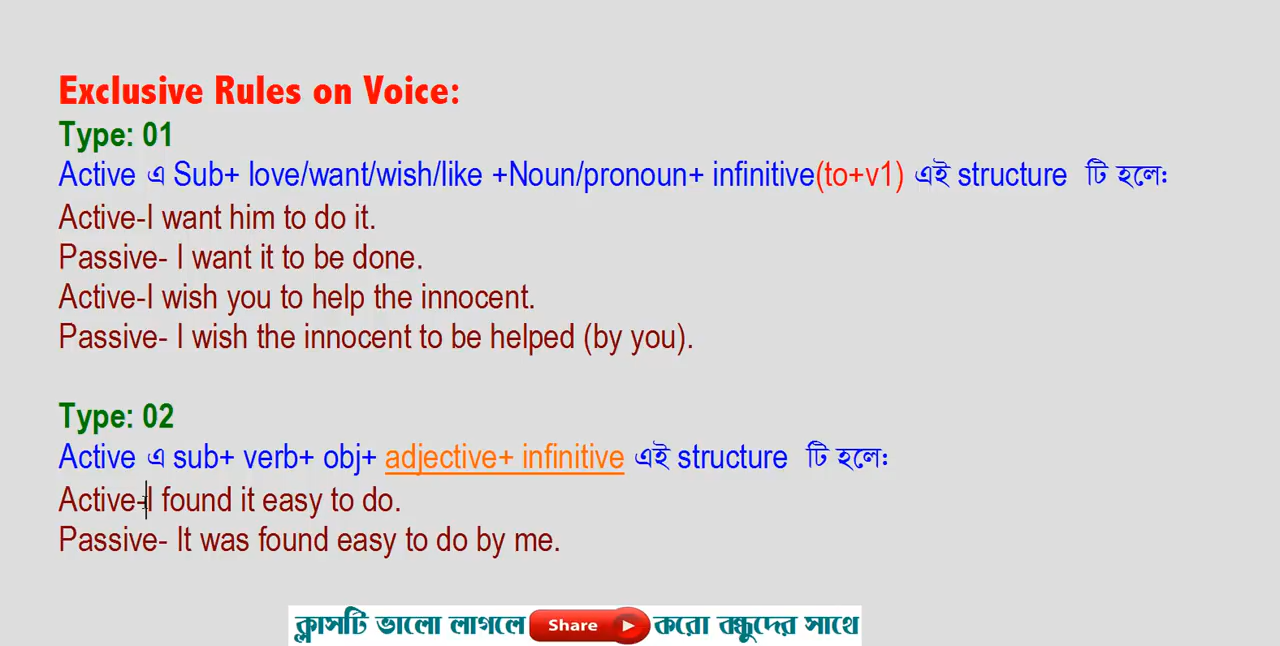 Exclusive Rules on Voice:
Type: 01
Active এ Sub+ love/want/wish/like +Noun/pronoun+ infinitive(to+v1) এই structure টি হলেঃ
Active-I want him to do it.
Passive- I want it to be done.
Active-I wish you to help the innocent.
Passive- I wish the innocent to be helped (by you).
Type: 02
Active এ sub+ verb+ obj+ adjective+ infinitive এই structure টি হলেঃ
Active-I found it easy to do.
Passive- It was found easy to do by me.
ক্লাসটি ভালো লাগলে Share করো বন্ধুদের সাথে